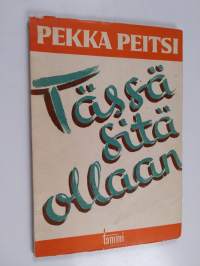 PEKKA PEITSI
Tässä
sitä
ollaan
tammi